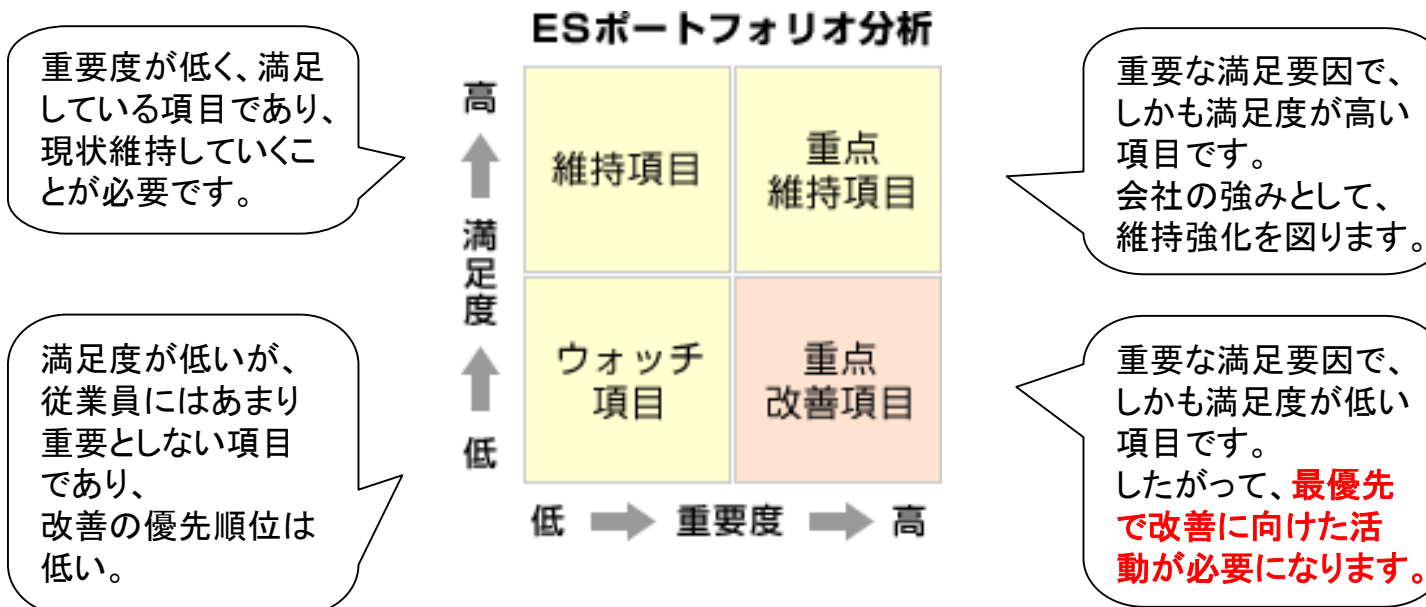 ESポートフォリオ分析
重要度が低く、満足
している項目であり、
現状維持していくこ
とが必要です。
満足度が低いが、
従業員にはあまり
重要としない項目
であり、
改善の優先順位は
低い。
高
満足度
低
維持項目
重点
維持項目
ウォッチ
項目
重点
改善項目
低
重要度
高
重要な満足要因で、
しかも満足度が高い
項目です。
会社の強みとして、
維持強化を図ります。
重要な満足要因で、
しかも満足度が低い
項目です。
したがって、最優先
で改善に向けた活
動が必要になります。